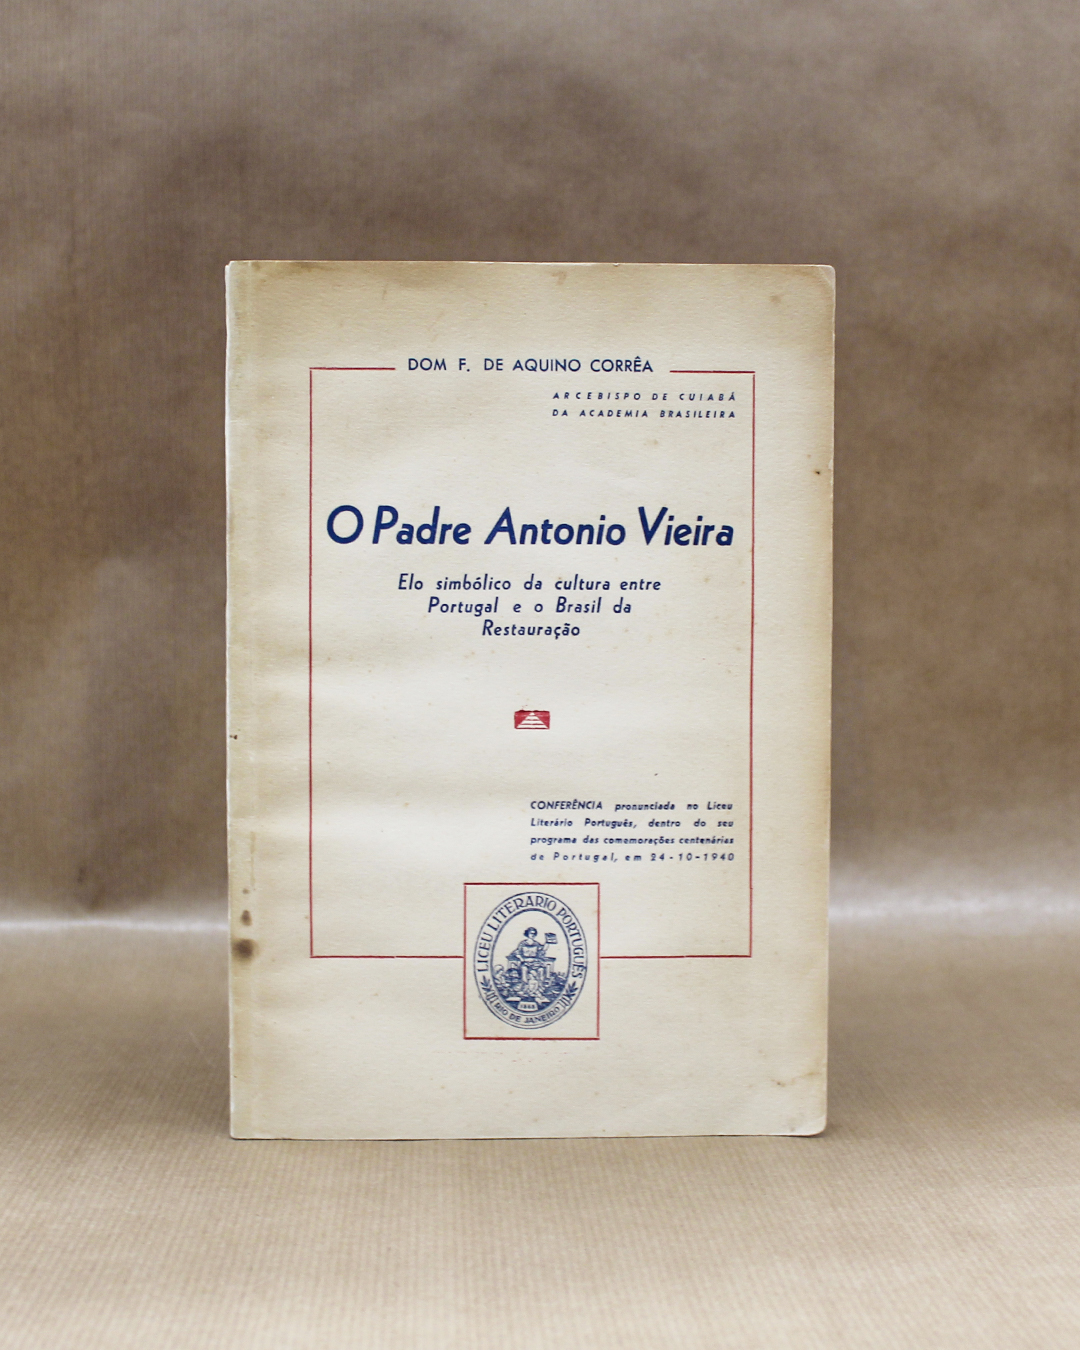 DOM F. DE AQUINO CORRÊA
ARCEBISPO DE CUIABÁ
DA ACADEMIA BRASILEIRA
O Padre Antonio Vieira
Elo simbólico da cultura entre
Portugal e o Brasil da
Restauração
CONFERÊNCIA pronunciada no Liceu
Literário Português, dentro do seu
programa das comemorações centenárias
de Portugal, em 24-10-1940
LICEU LITERARIO PORTUGUÊS
1868
RIO DE JANEIRO